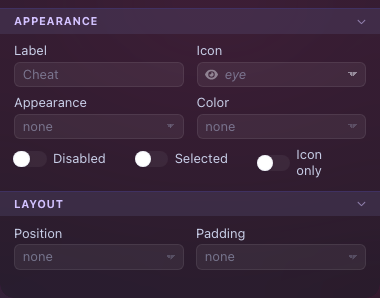 APPEARANCE
Label Icon
Cheat eye
Appearance Color
none none
Disabled Selected Icon only
LAYOUT
Position Padding
none none